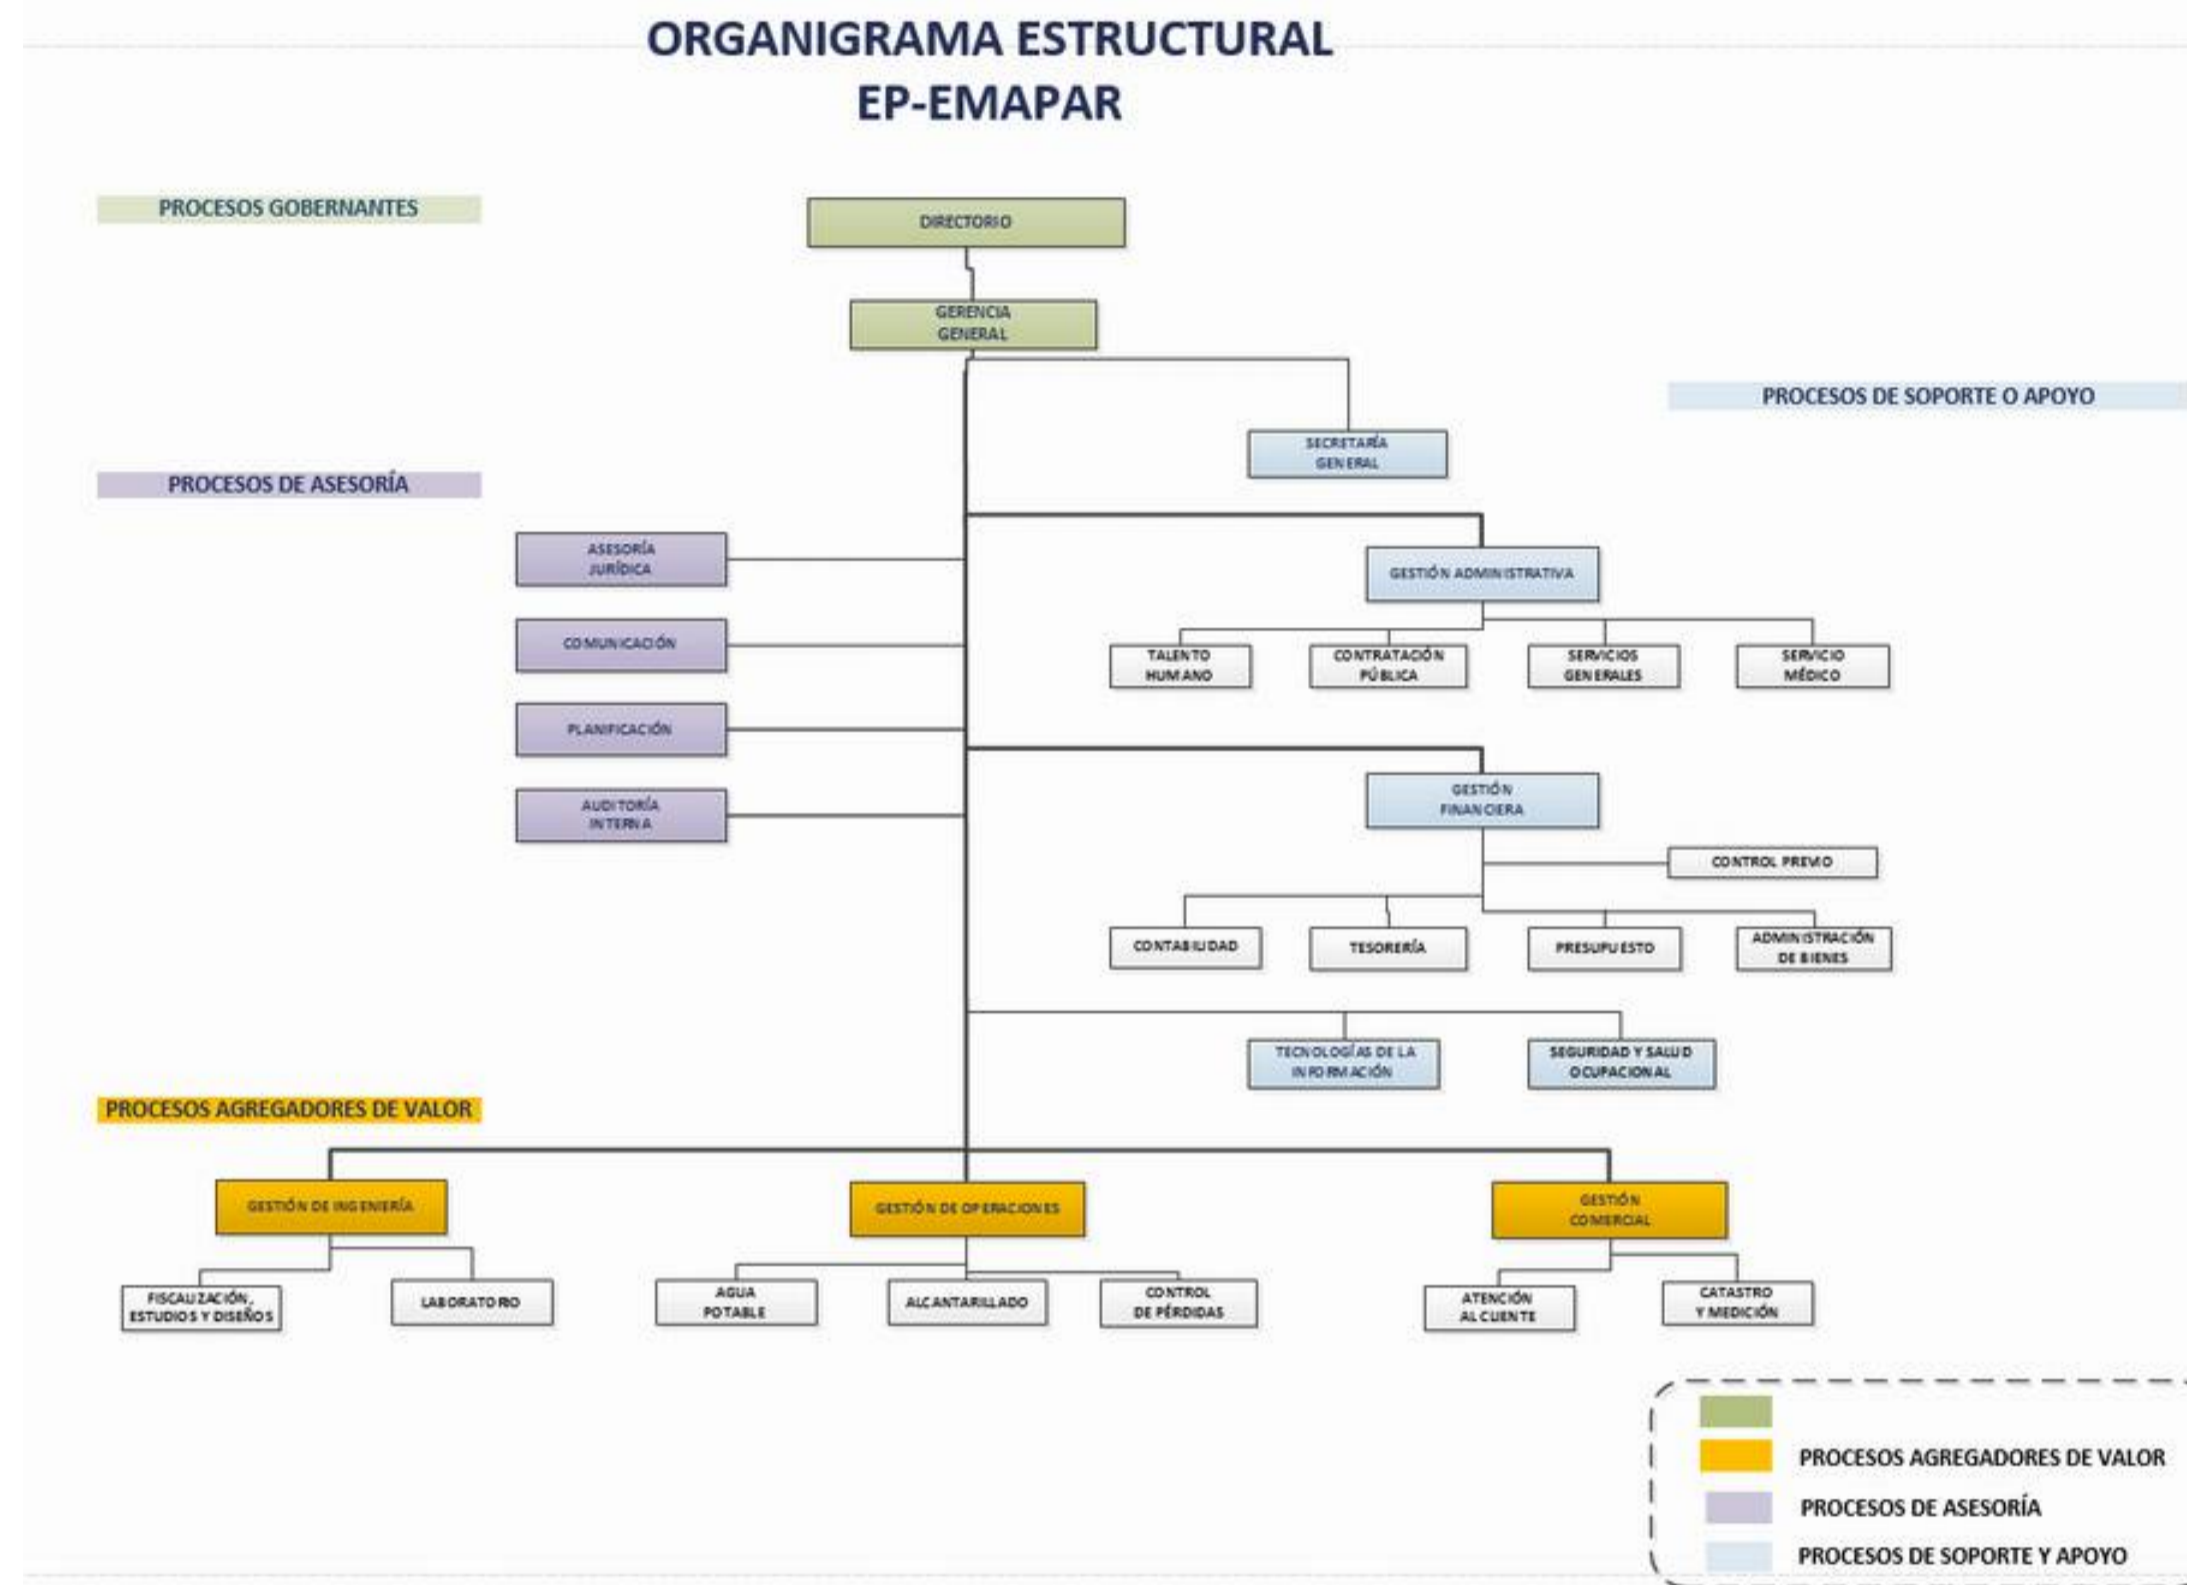 ORGANIGRAMA ESTRUCTURAL
EP-EMAPAR
PROCESOS GOBERNANTES
DIRECTORIO
GERENCIA
GENERAL
PROCESOS DE SOPORTE O APOYO
SECRETARÍA
GENERAL
PROCESOS DE ASESORÍA
ASESORÍA
JURÍDICA
GESTIÓN ADMINISTRATIVA
COMUNICACIÓN
TALENTO
HUMANO
CONTRATACIÓN
PÚBLICA
SERVICIOS
GENERALES
SERVICIO
MÉDICO
PLANIFICACIÓN
AUDITORÍA
INTERNA
GESTIÓN
FINANCIERA
CONTROL PREVIO
CONTABILIDAD
TESORERÍA
PRESUPUESTO
ADMINISTRACIÓN
DE BIENES
TECNOLOGÍAS DE LA
INFORMACIÓN
SEGURIDAD Y SALUD
OCUPACIONAL
PROCESOS AGREGADORES DE VALOR
GESTIÓN DE INGENIERÍA
GESTIÓN DE OPERACIONES
GESTIÓN
COMERCIAL
FISCALIZACIÓN,
ESTUDIOS Y DISEÑOS
LABORATORIO
AGUA
POTABLE
ALCANTARILLADO
CONTROL
DE PÉRDIDAS
ATENCIÓN
AL CLIENTE
CATASTRO
Y MEDICIÓN
PROCESOS AGREGADORES DE VALOR
PROCESOS DE ASESORÍA
PROCESOS DE SOPORTE Y APOYO